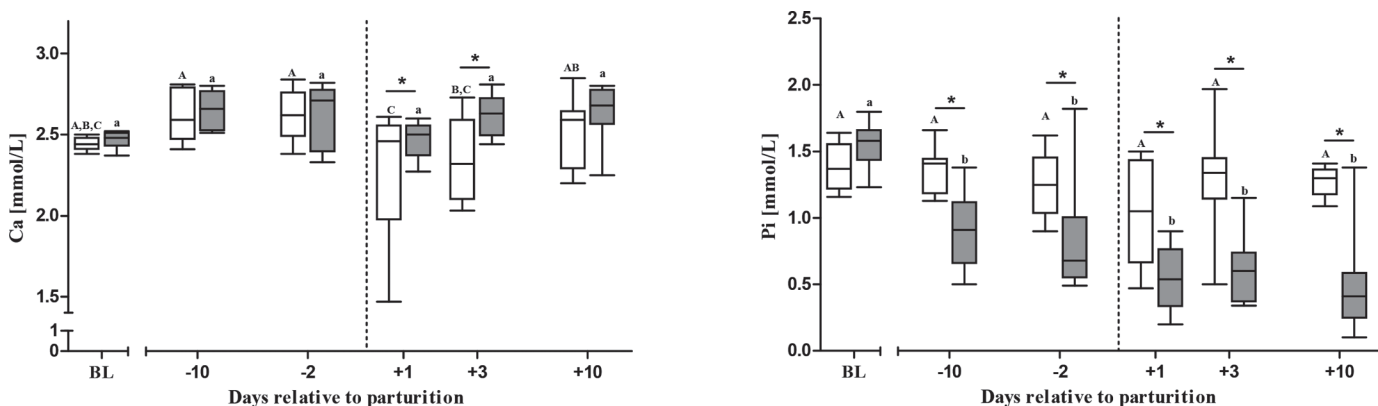 Ca [mmol/L]
3.0
2.5
2.0
1.5
1
0
A,B,C
a
A
a
A
a
*
C
a
*
B,C
a
AB
a
BL
-10
-2
+1
+3
+10
Days relative to parturition
Pi [mmol/L]
2.5
2.0
1.5
1.0
0.5
0.0
A
a
*
A
b
*
A
b
*
A
b
*
A
b
*
A
b
BL
-10
-2
+1
+3
+10
Days relative to parturition